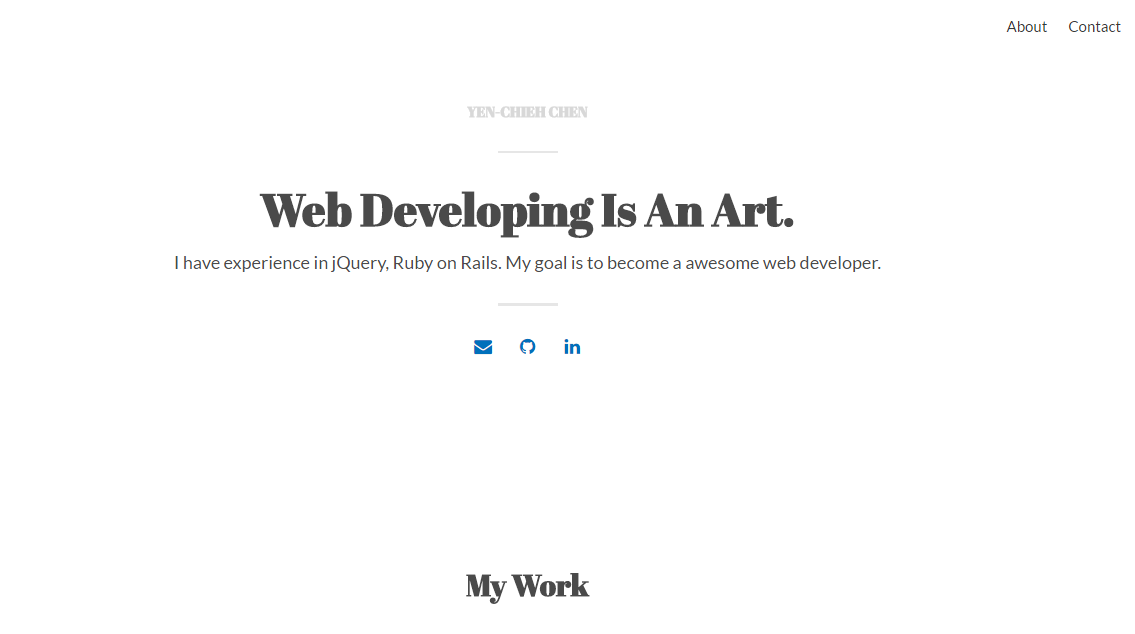 About Contact
YEN-CHIEH CHEN
Web Developing Is An Art.
I have experience in jQuery, Ruby on Rails. My goal is to become a awesome web developer.
in
My Work